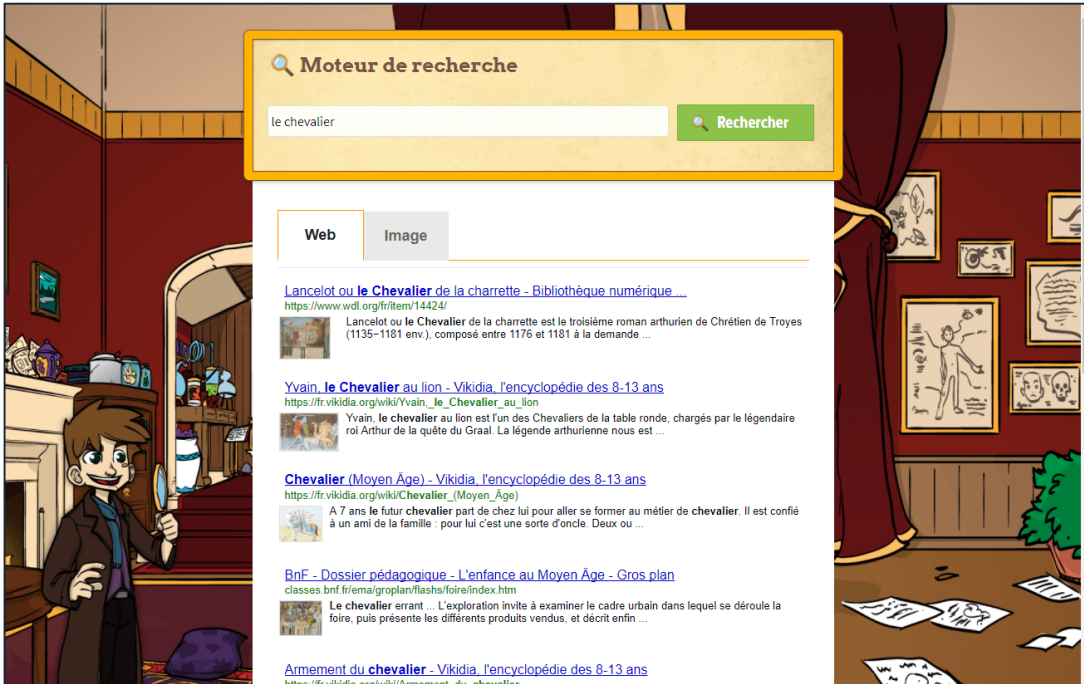 Moteur de recherche
le chevalier
Rechercher
Web
Image
Lancelot ou le Chevalier de la charrette - Bibliothèque numérique ...
https://www.wdl.org/fr/item/14424/
Lancelot ou le Chevalier de la charrette est le troisième roman arthurien de Chrétien de Troyes
(1135−1181 env.), composé entre 1176 et 1181 à la demande ...
Yvain, le Chevalier au lion - Vikidia, l'encyclopédie des 8-13 ans
https://fr.vikidia.org/wiki/Yvain,_le_Chevalier_au_lion
Yvain, le chevalier au lion est l'un des Chevaliers de la table ronde, chargés par le légendaire
roi Arthur de la quête du Graal. La légende arthurienne nous est ...
Chevalier (Moyen Âge) - Vikidia, l'encyclopédie des 8-13 ans
https://fr.vikidia.org/wiki/Chevalier_(Moyen_Âge)
A 7 ans le futur chevalier part de chez lui pour aller se former au métier de chevalier. Il est confié
à un ami de la famille : pour lui c'est une sorte d'oncle. Deux ou ...
BnF - Dossier pédagogique - L'enfance au Moyen Âge - Gros plan
classes.bnf.fr/ema/groplan/flashs/foire/index.htm
Le chevalier errant ... L'exploration invite à examiner le cadre urbain dans lequel se déroule la
foire, puis présente les différents produits vendus, et décrit enfin ...
Armement du chevalier - Vikidia, l'encyclopédie des 8-13 ans
https://fr.vikidia.org/wiki/Armement_du_chevalier